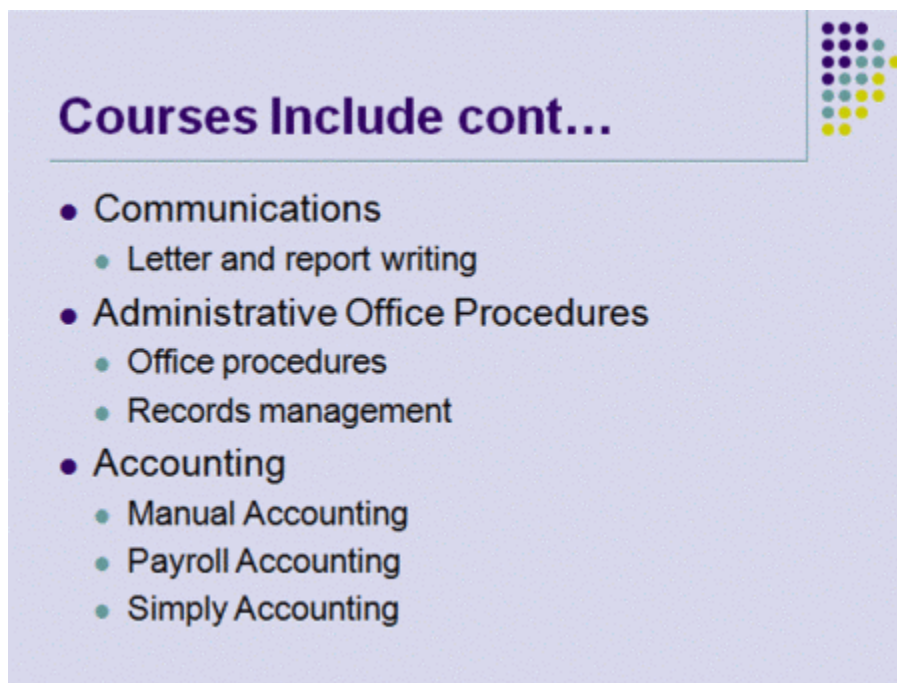 Courses Include cont...
Communications
Letter and report writing
Administrative Office Procedures
Office procedures
Records management
Accounting
Manual Accounting
Payroll Accounting
Simply Accounting